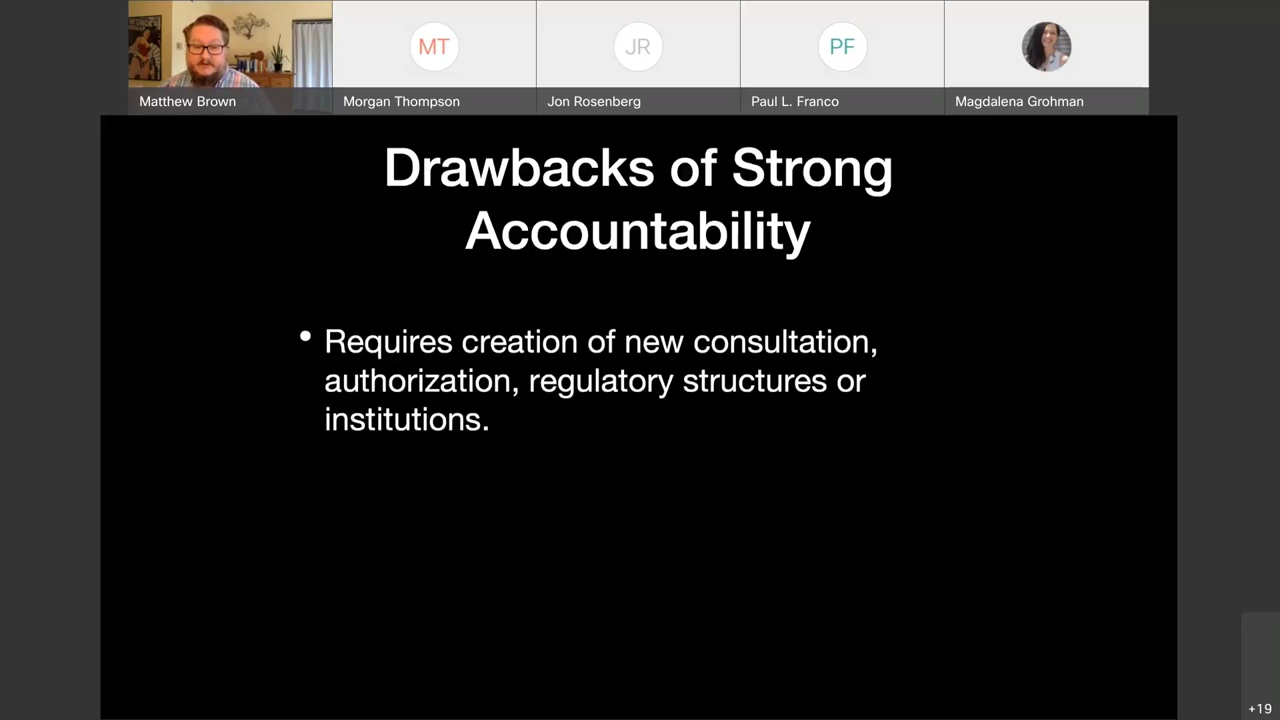 MT
JR
PF
Matthew Brown
Morgan Thompson
Jon Rosenberg
Paul L. Franco
Magdalena Grohman
Drawbacks of Strong
Accountability
• Requires creation of new consultation,
authorization, regulatory structures or
institutions.
+19